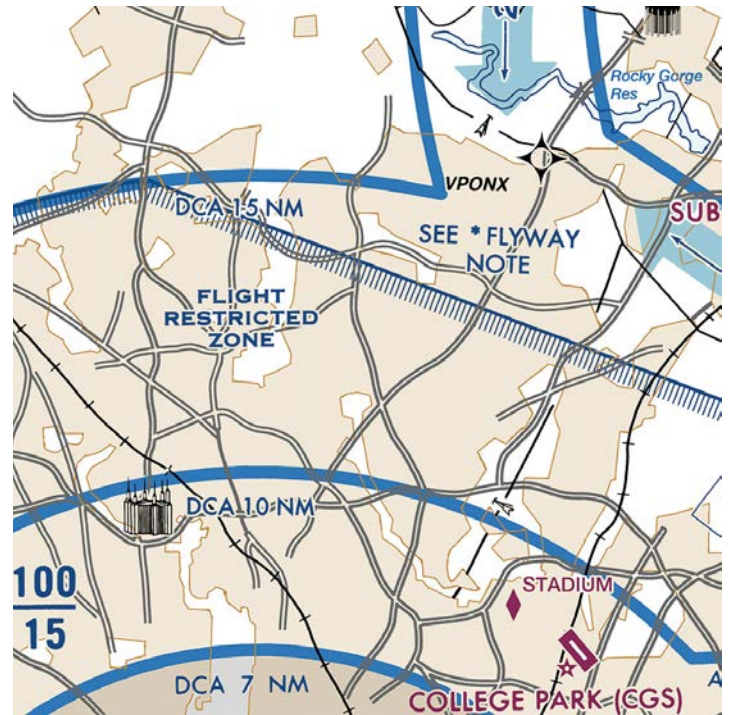 Rocky Gorge
Res
VPONX
DCA 15 NM
SUB
SEE * FLYWAY
NOTE
FLIGHT
RESTRICTED
ZONE
DCA 10 NM
100
15
STADIUM
DCA 7 NM
COLLEGE PARK (CGS)